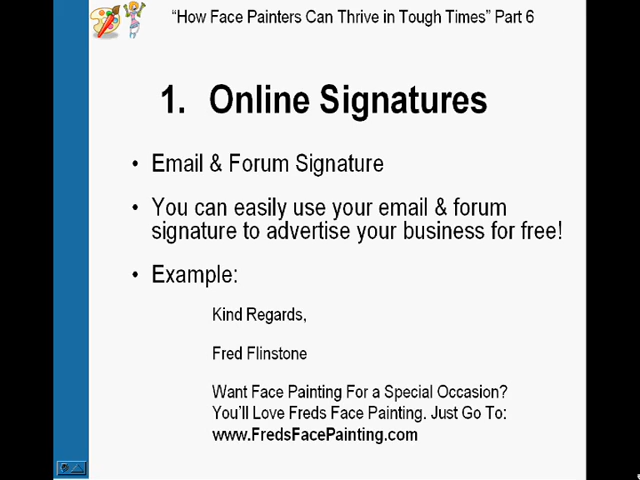 “How Face Painters Can Thrive in Tough Times” Part 6
1. Online Signatures
• Email & Forum Signature
• You can easily use your email & forum
signature to advertise your business for free!
• Example:
Kind Regards,
Fred Flinstone
Want Face Painting For a Special Occasion?
You’ll Love Freds Face Painting. Just Go To:
www.FredsFacePainting.com